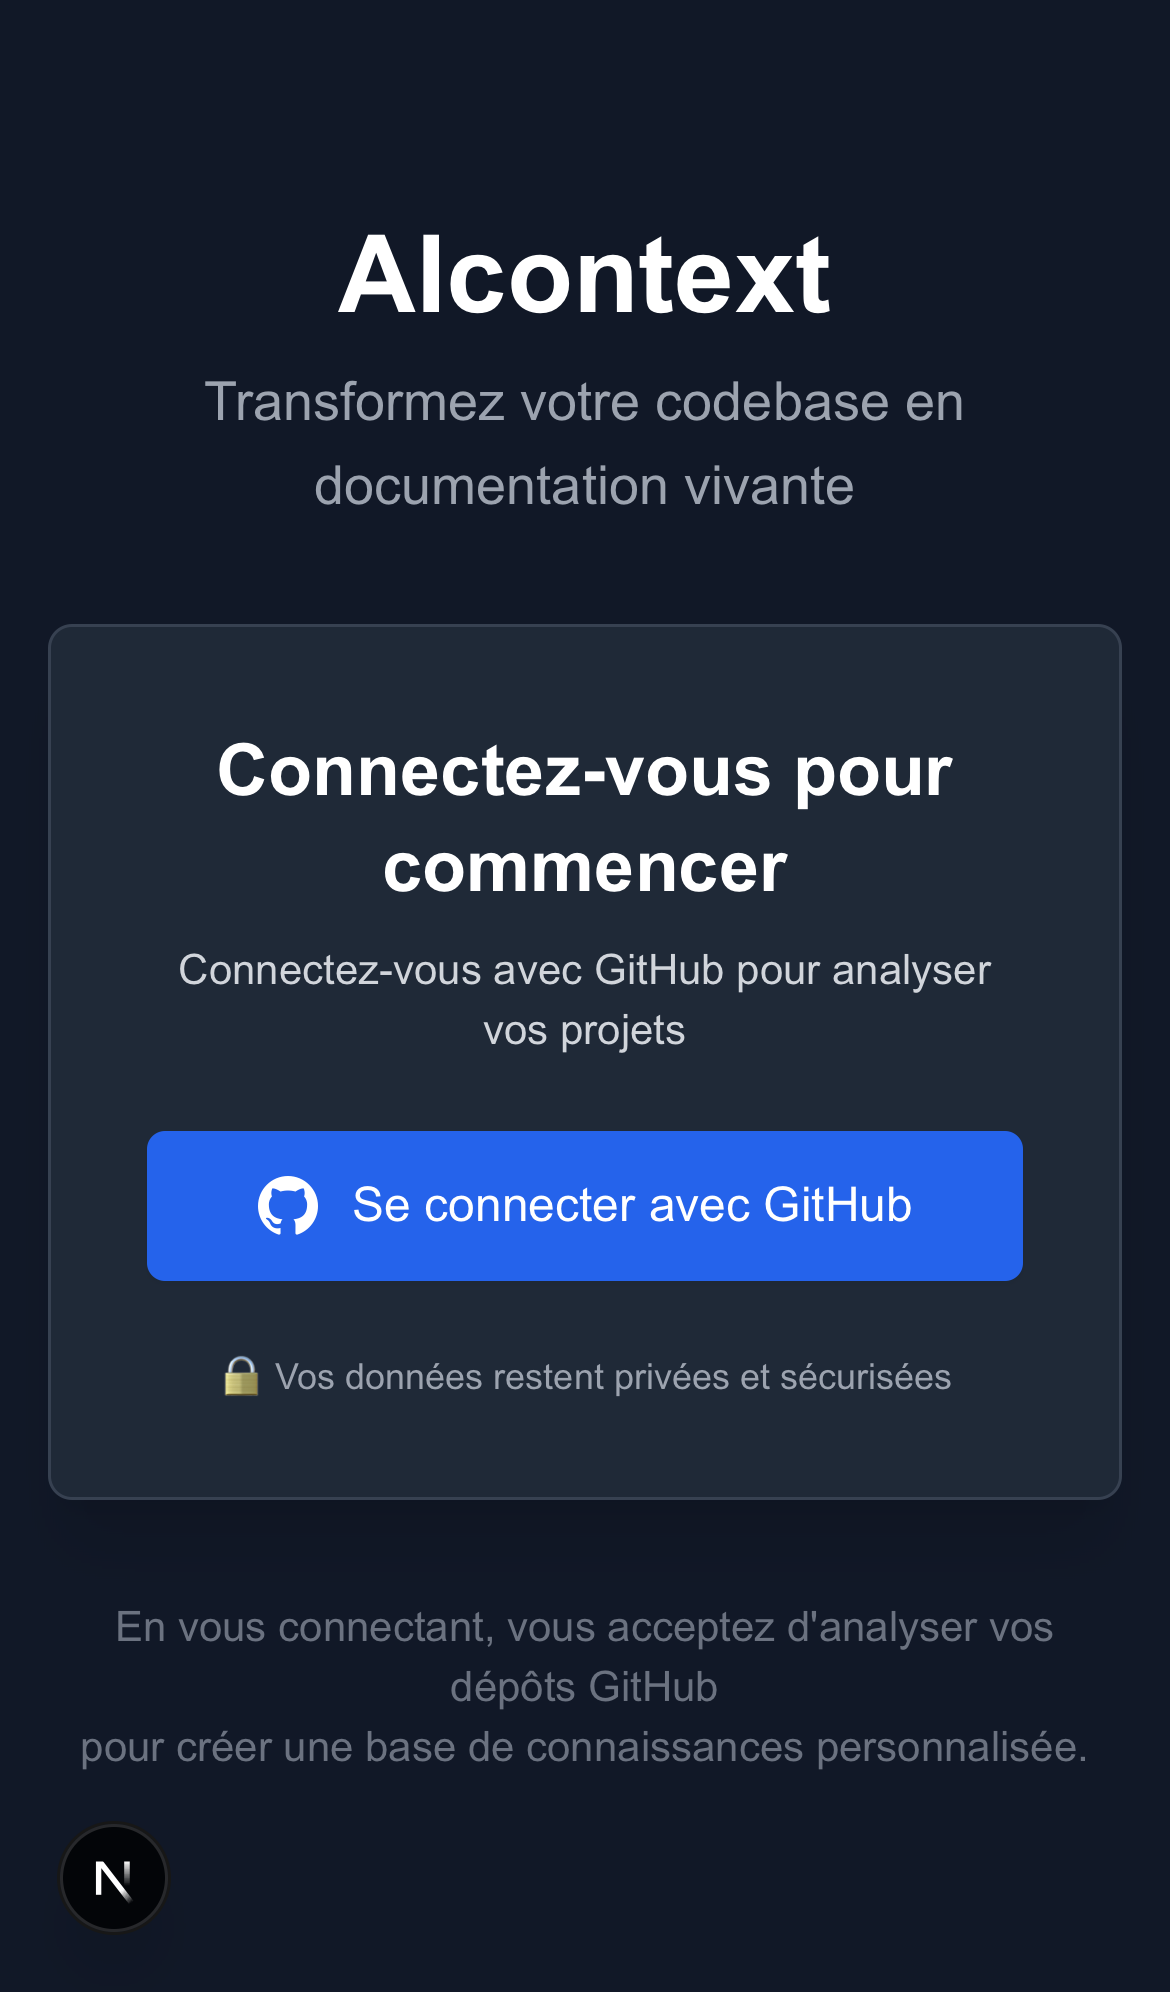 AIcontext
Transformez votre codebase en
documentation vivante
Connectez-vous pour
commencer
Connectez-vous avec GitHub pour analyser
vos projets
Se connecter avec GitHub
🔒 Vos données restent privées et sécurisées
En vous connectant, vous acceptez d'analyser vos
dépôts GitHub
pour créer une base de connaissances personnalisée.
N